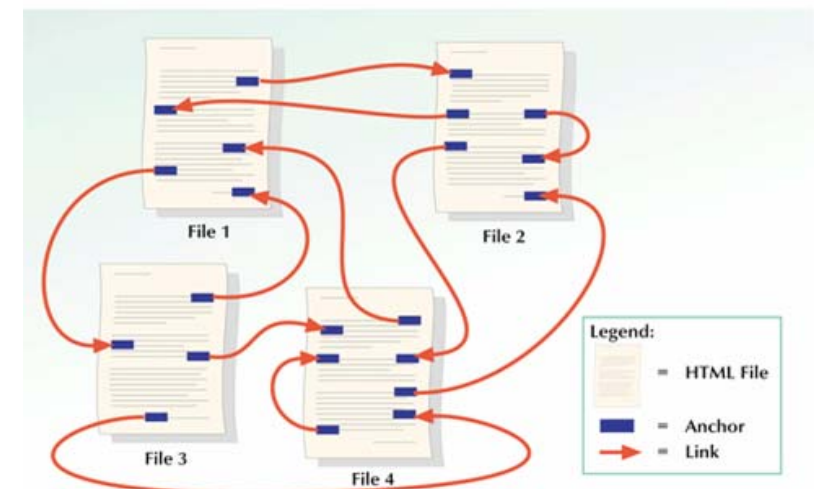 File 1
File 2
File 3
File 4
Legend:
= HTML File
= Anchor
= Link